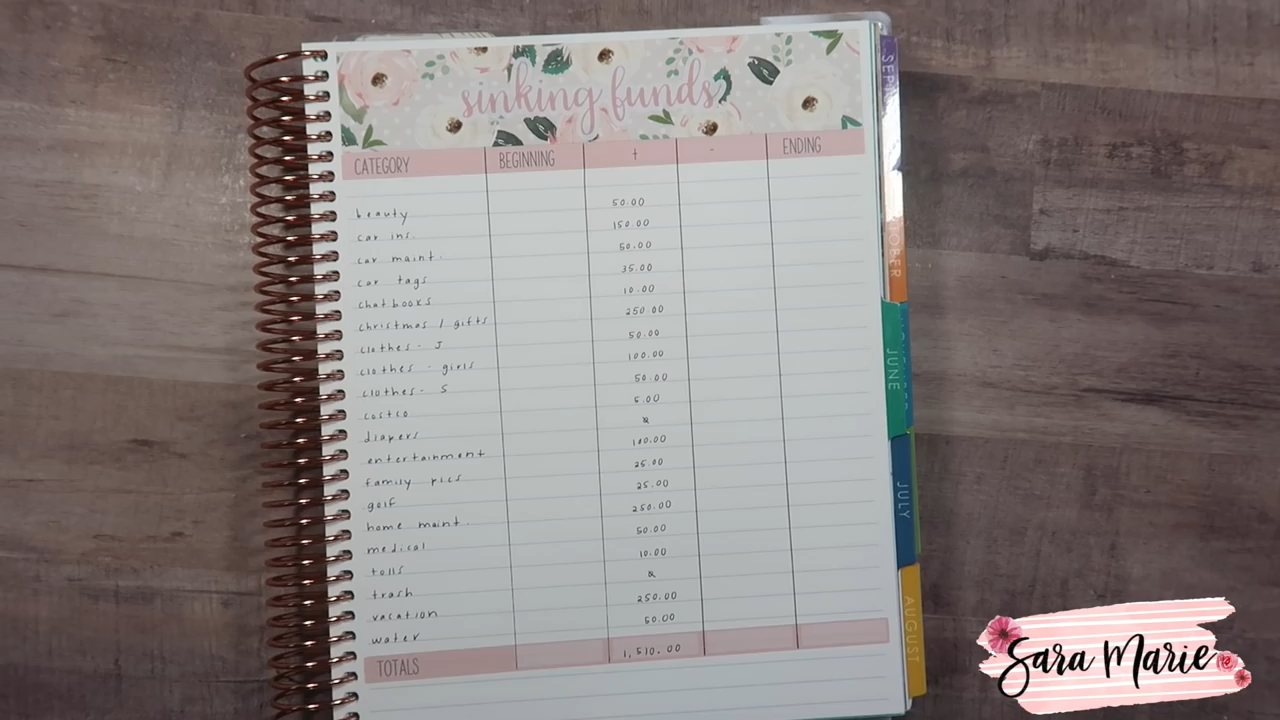 sinking funds
CATEGORY BEGINNING + - ENDING
beauty 50.00
car ins. 150.00
car maint. 50.00
car tags 35.00
chatbooks 10.00
christmas / gifts 250.00
clothes - J 50.00
clothes - girls 100.00
clothes - S 50.00
costco 5.00
diapers
entertainment 100.00
family pics 25.00
golf 25.00
home maint. 250.00
medical 50.00
tolls 10.00
trash
vacation 250.00
water 50.00
TOTALS 1,510.00
SEP
OBER
JUNE
JULY
AUGUST
Sara Marie